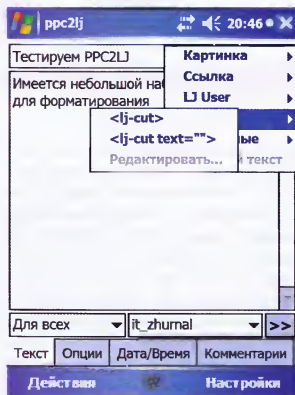 ppc2lj 20:46
Тестируем PPC2LJ
Картинка
Имеется небольшой на
Ссылка
для форматирования
LJ User
<lj-cut>
ые
<lj-cut text="">
Редактировать...
текст
Для всех it_zhurnal >>
Текст Опции Дата/Время Комментарии
Действия Настройки